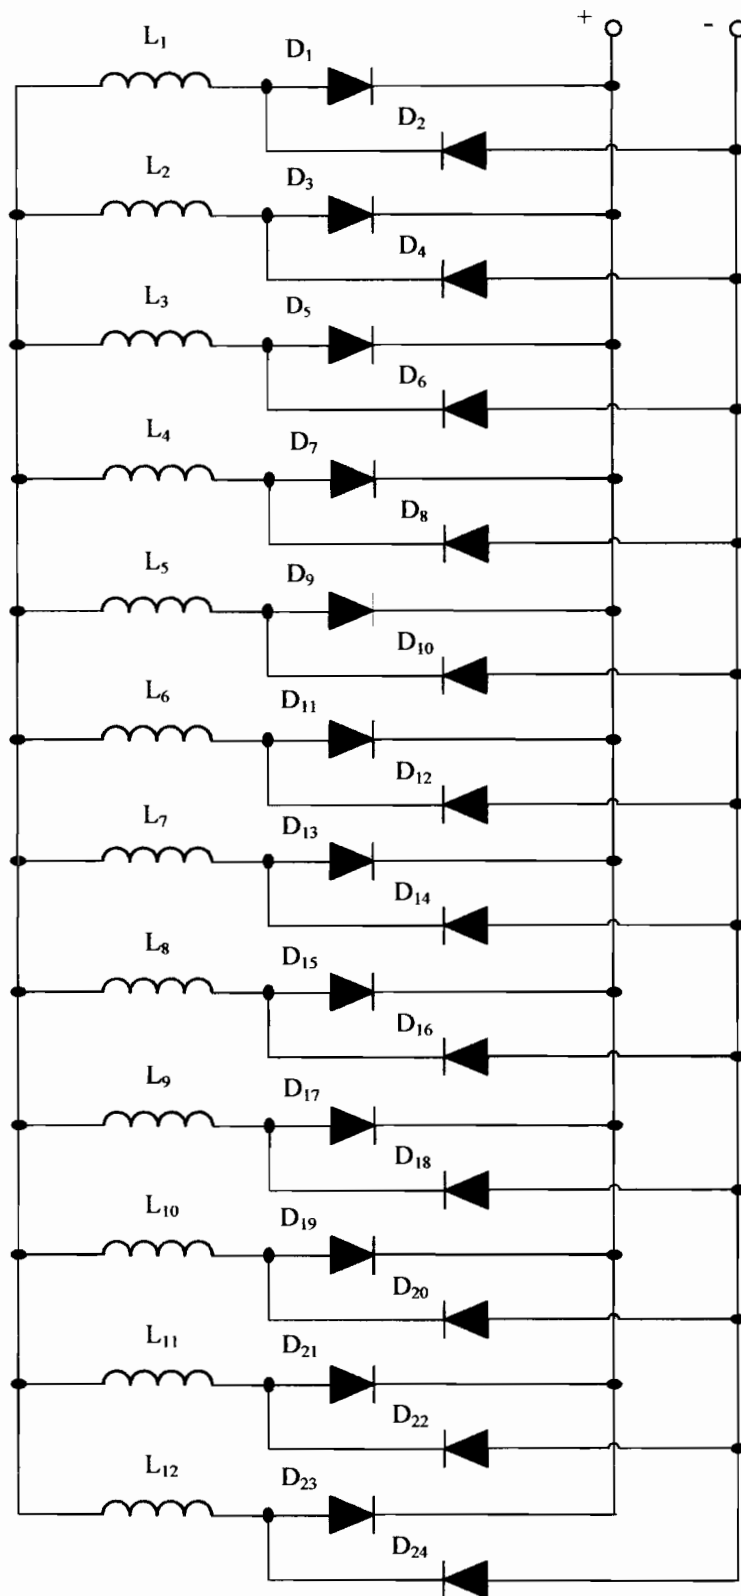 + -
L₁ D₁
D₂
L₂ D₃
D₄
L₃ D₅
D₆
L₄ D₇
D₈
L₅ D₉
D₁₀
L₆ D₁₁
D₁₂
L₇ D₁₃
D₁₄
L₈ D₁₅
D₁₆
L₉ D₁₇
D₁₈
L₁₀ D₁₉
D₂₀
L₁₁ D₂₁
D₂₂
L₁₂ D₂₃
D₂₄